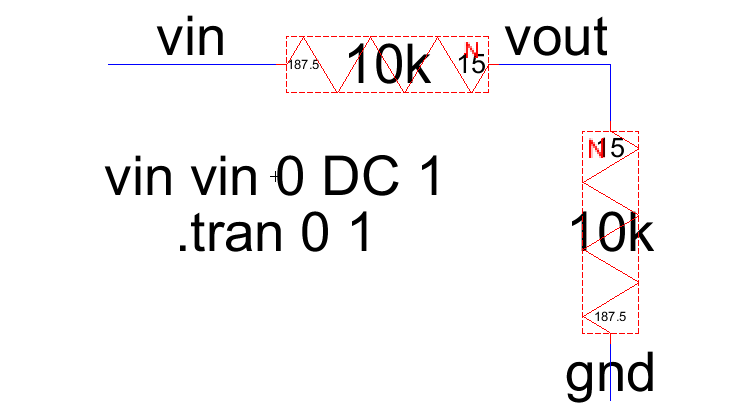 vin
vout
187.5
10k
N
15
N
15
vin vin 0 DC 1
.tran 0 1
10k
187.5
gnd